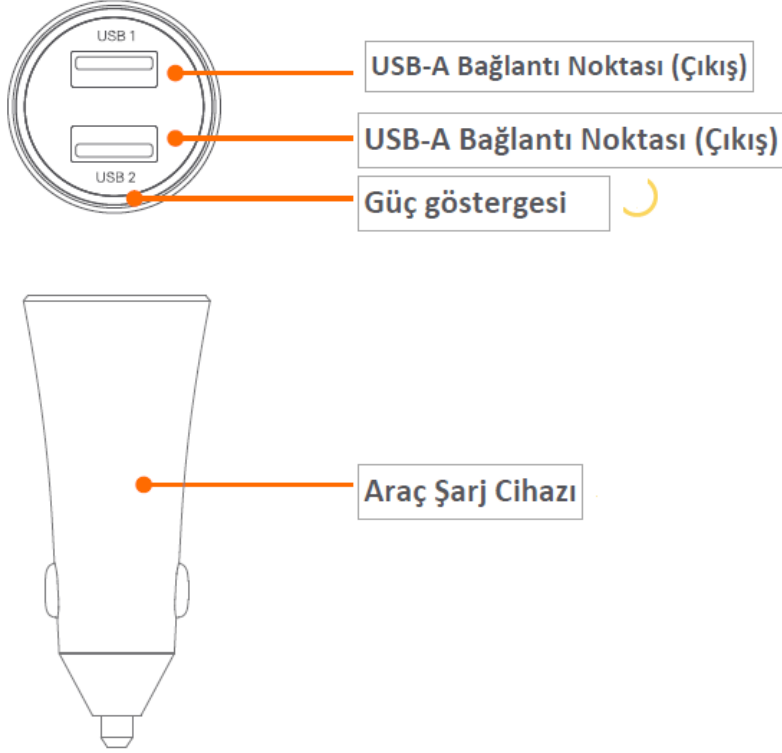 USB 1
USB-A Bağlantı Noktası (Çıkış)
USB-A Bağlantı Noktası (Çıkış)
USB 2
Güç göstergesi
Araç Şarj Cihazı